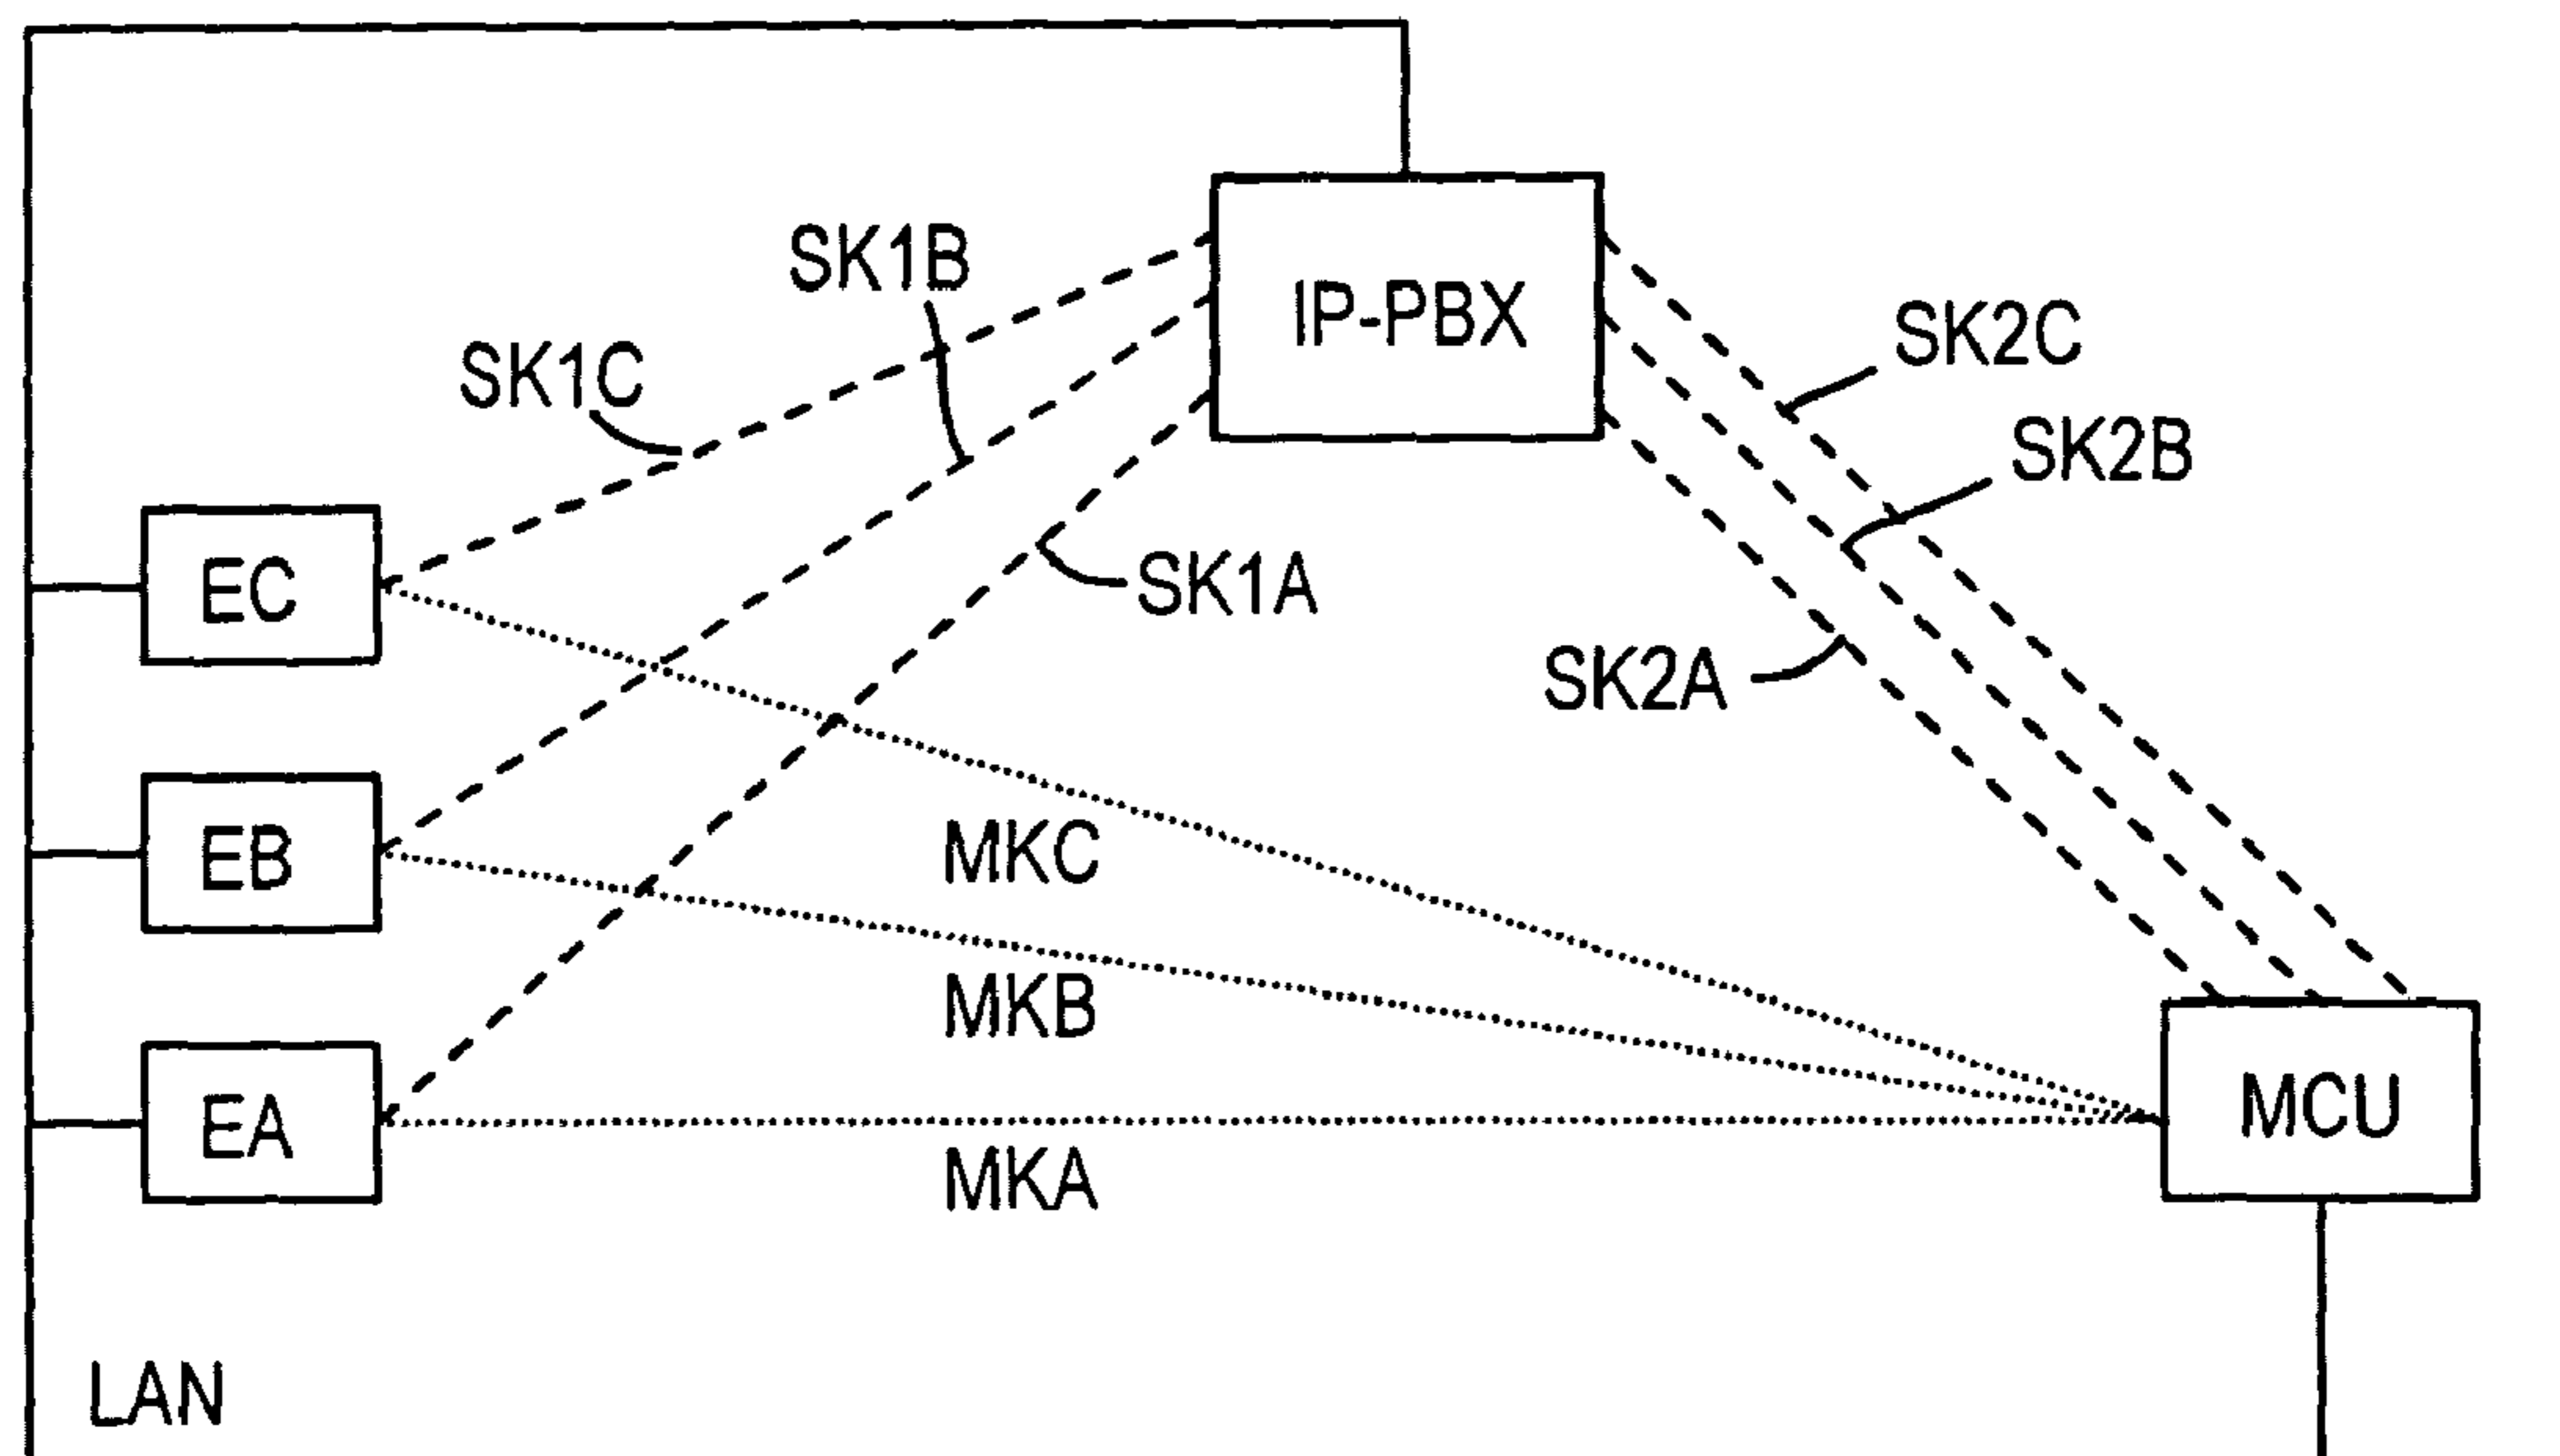 SK1B
IP-PBX
SK2C
SK1C
SK2B
EC
SK1A
SK2A
EB
MKC
MKB
EA
MCU
MKA
LAN